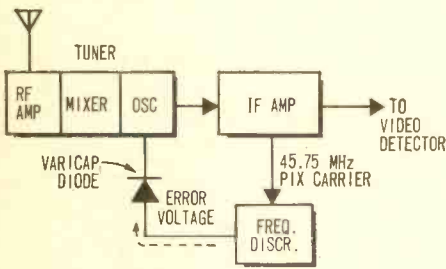 TUNER
RF
AMP
MIXER
OSC
IF AMP
TO
VIDEO
DETECTOR
VARICAP
DIODE
ERROR
VOLTAGE
45.75 MHz
PIX CARRIER
FREQ.
DISCR.